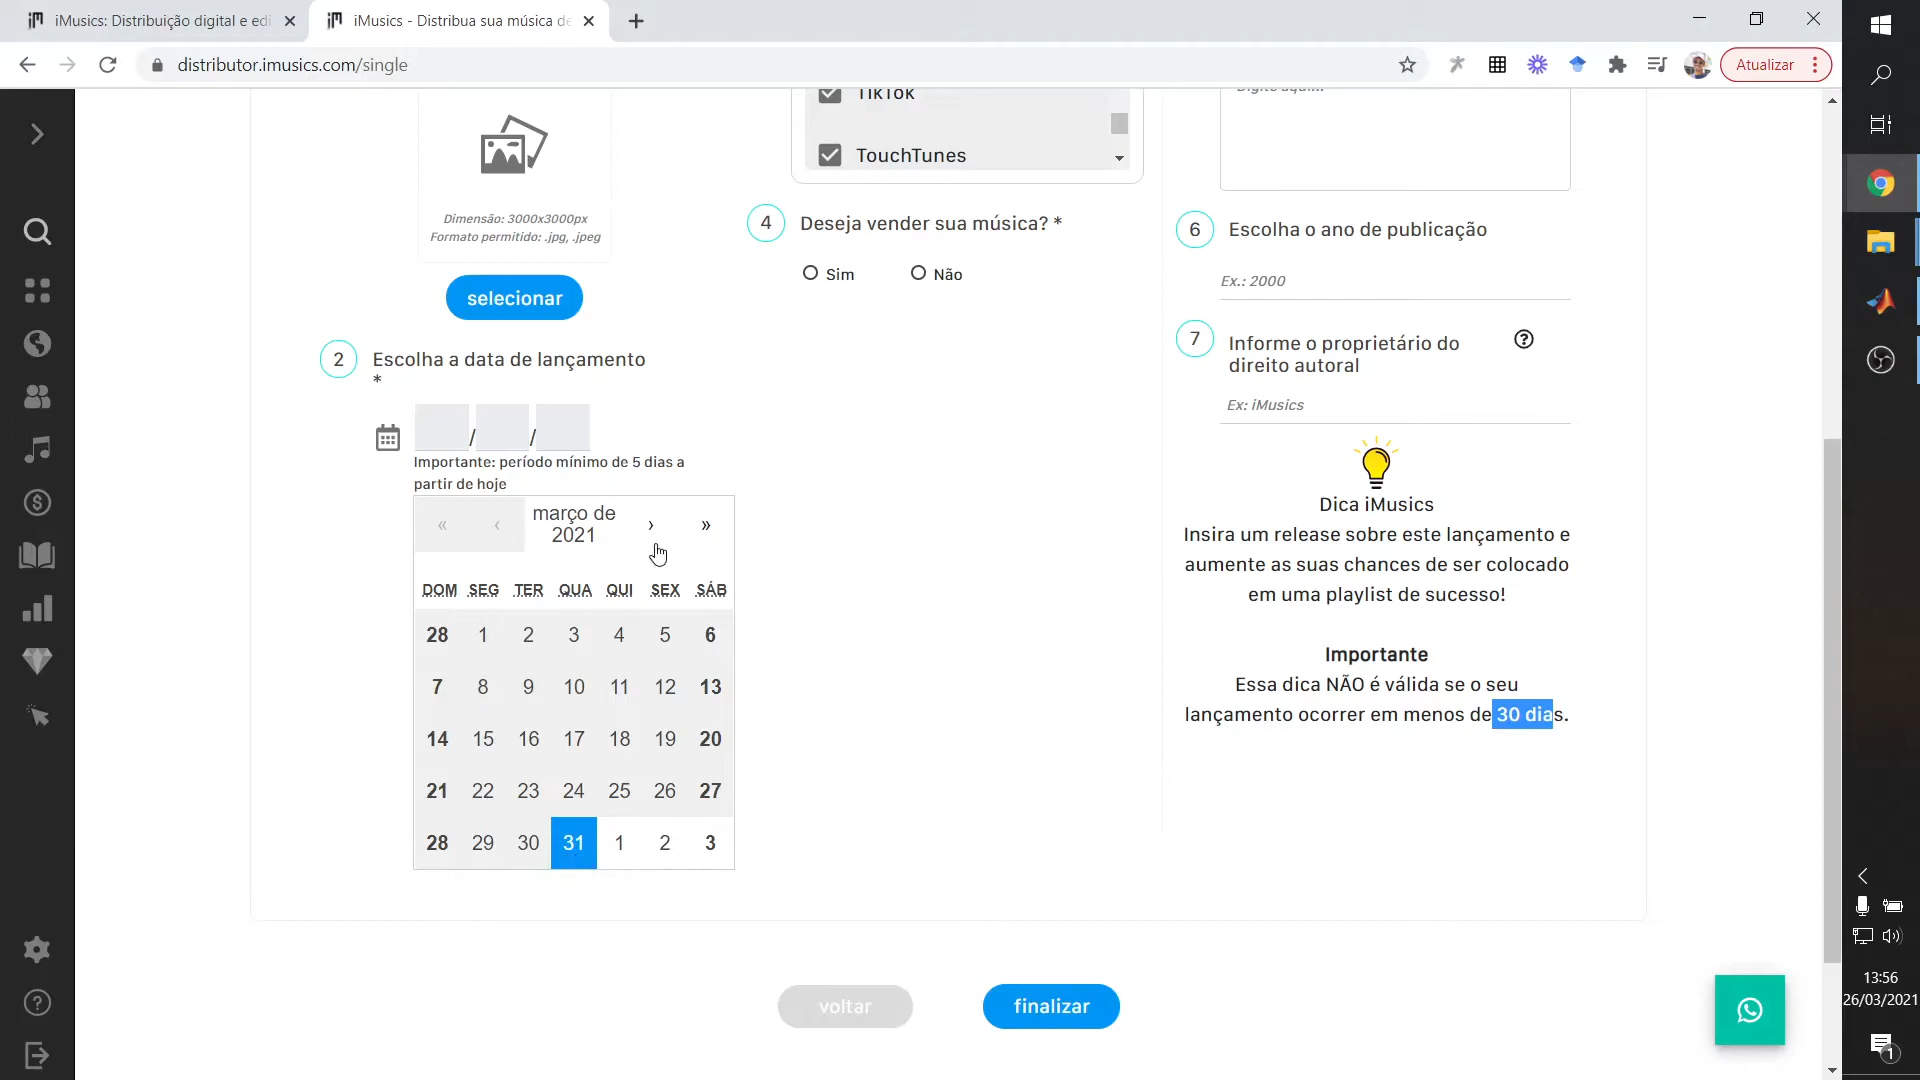 iMusics: Distribuição digital e edi
iMusics - Distribua sua música de
distributor.imusics.com/single
Atualizar
Dimensão: 3000x3000px
Formato permitido: .jpg, .jpeg
selecionar
2
Escolha a data de lançamento
*
/ /
Importante: período mínimo de 5 dias a
partir de hoje
« ‹ março de
2021 › »
DOM SEG TER QUA QUI SEX SÁB
28 1 2 3 4 5 6
7 8 9 10 11 12 13
14 15 16 17 18 19 20
21 22 23 24 25 26 27
28 29 30 31 1 2 3
TikTok
TouchTunes
4 Deseja vender sua música? *
Sim Não
Digite aqui...
6 Escolha o ano de publicação
Ex.: 2000
7 Informe o proprietário do
direito autoral
Ex: iMusics
Dica iMusics
Insira um release sobre este lançamento e
aumente as suas chances de ser colocado
em uma playlist de sucesso!
Importante
Essa dica NÃO é válida se o seu
lançamento ocorrer em menos de 30 dias.
voltar
finalizar
13:56
26/03/2021
1